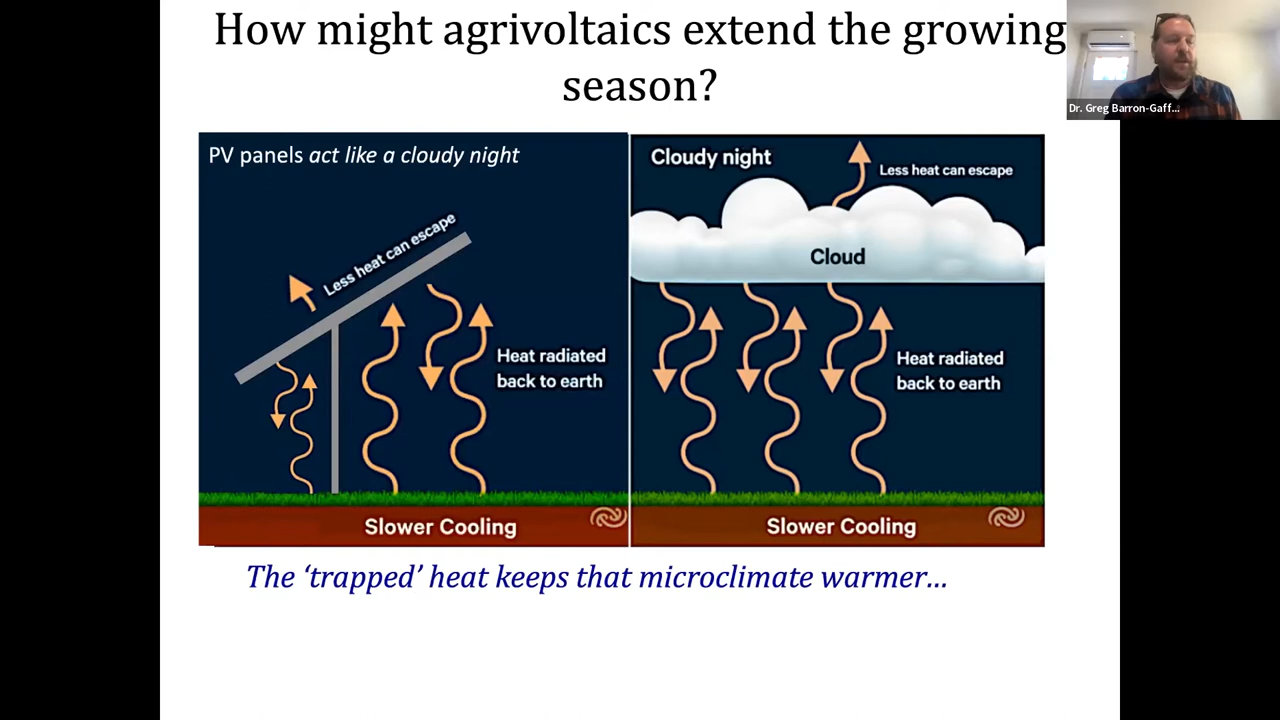 How might agrivoltaics extend the growing
season?
Dr. Greg Barron-Gaff...
PV panels act like a cloudy night
Less heat can escape
Heat radiated
back to earth
Slower Cooling
Cloudy night
Less heat can escape
Cloud
Heat radiated
back to earth
Slower Cooling
The ‘trapped’ heat keeps that microclimate warmer…